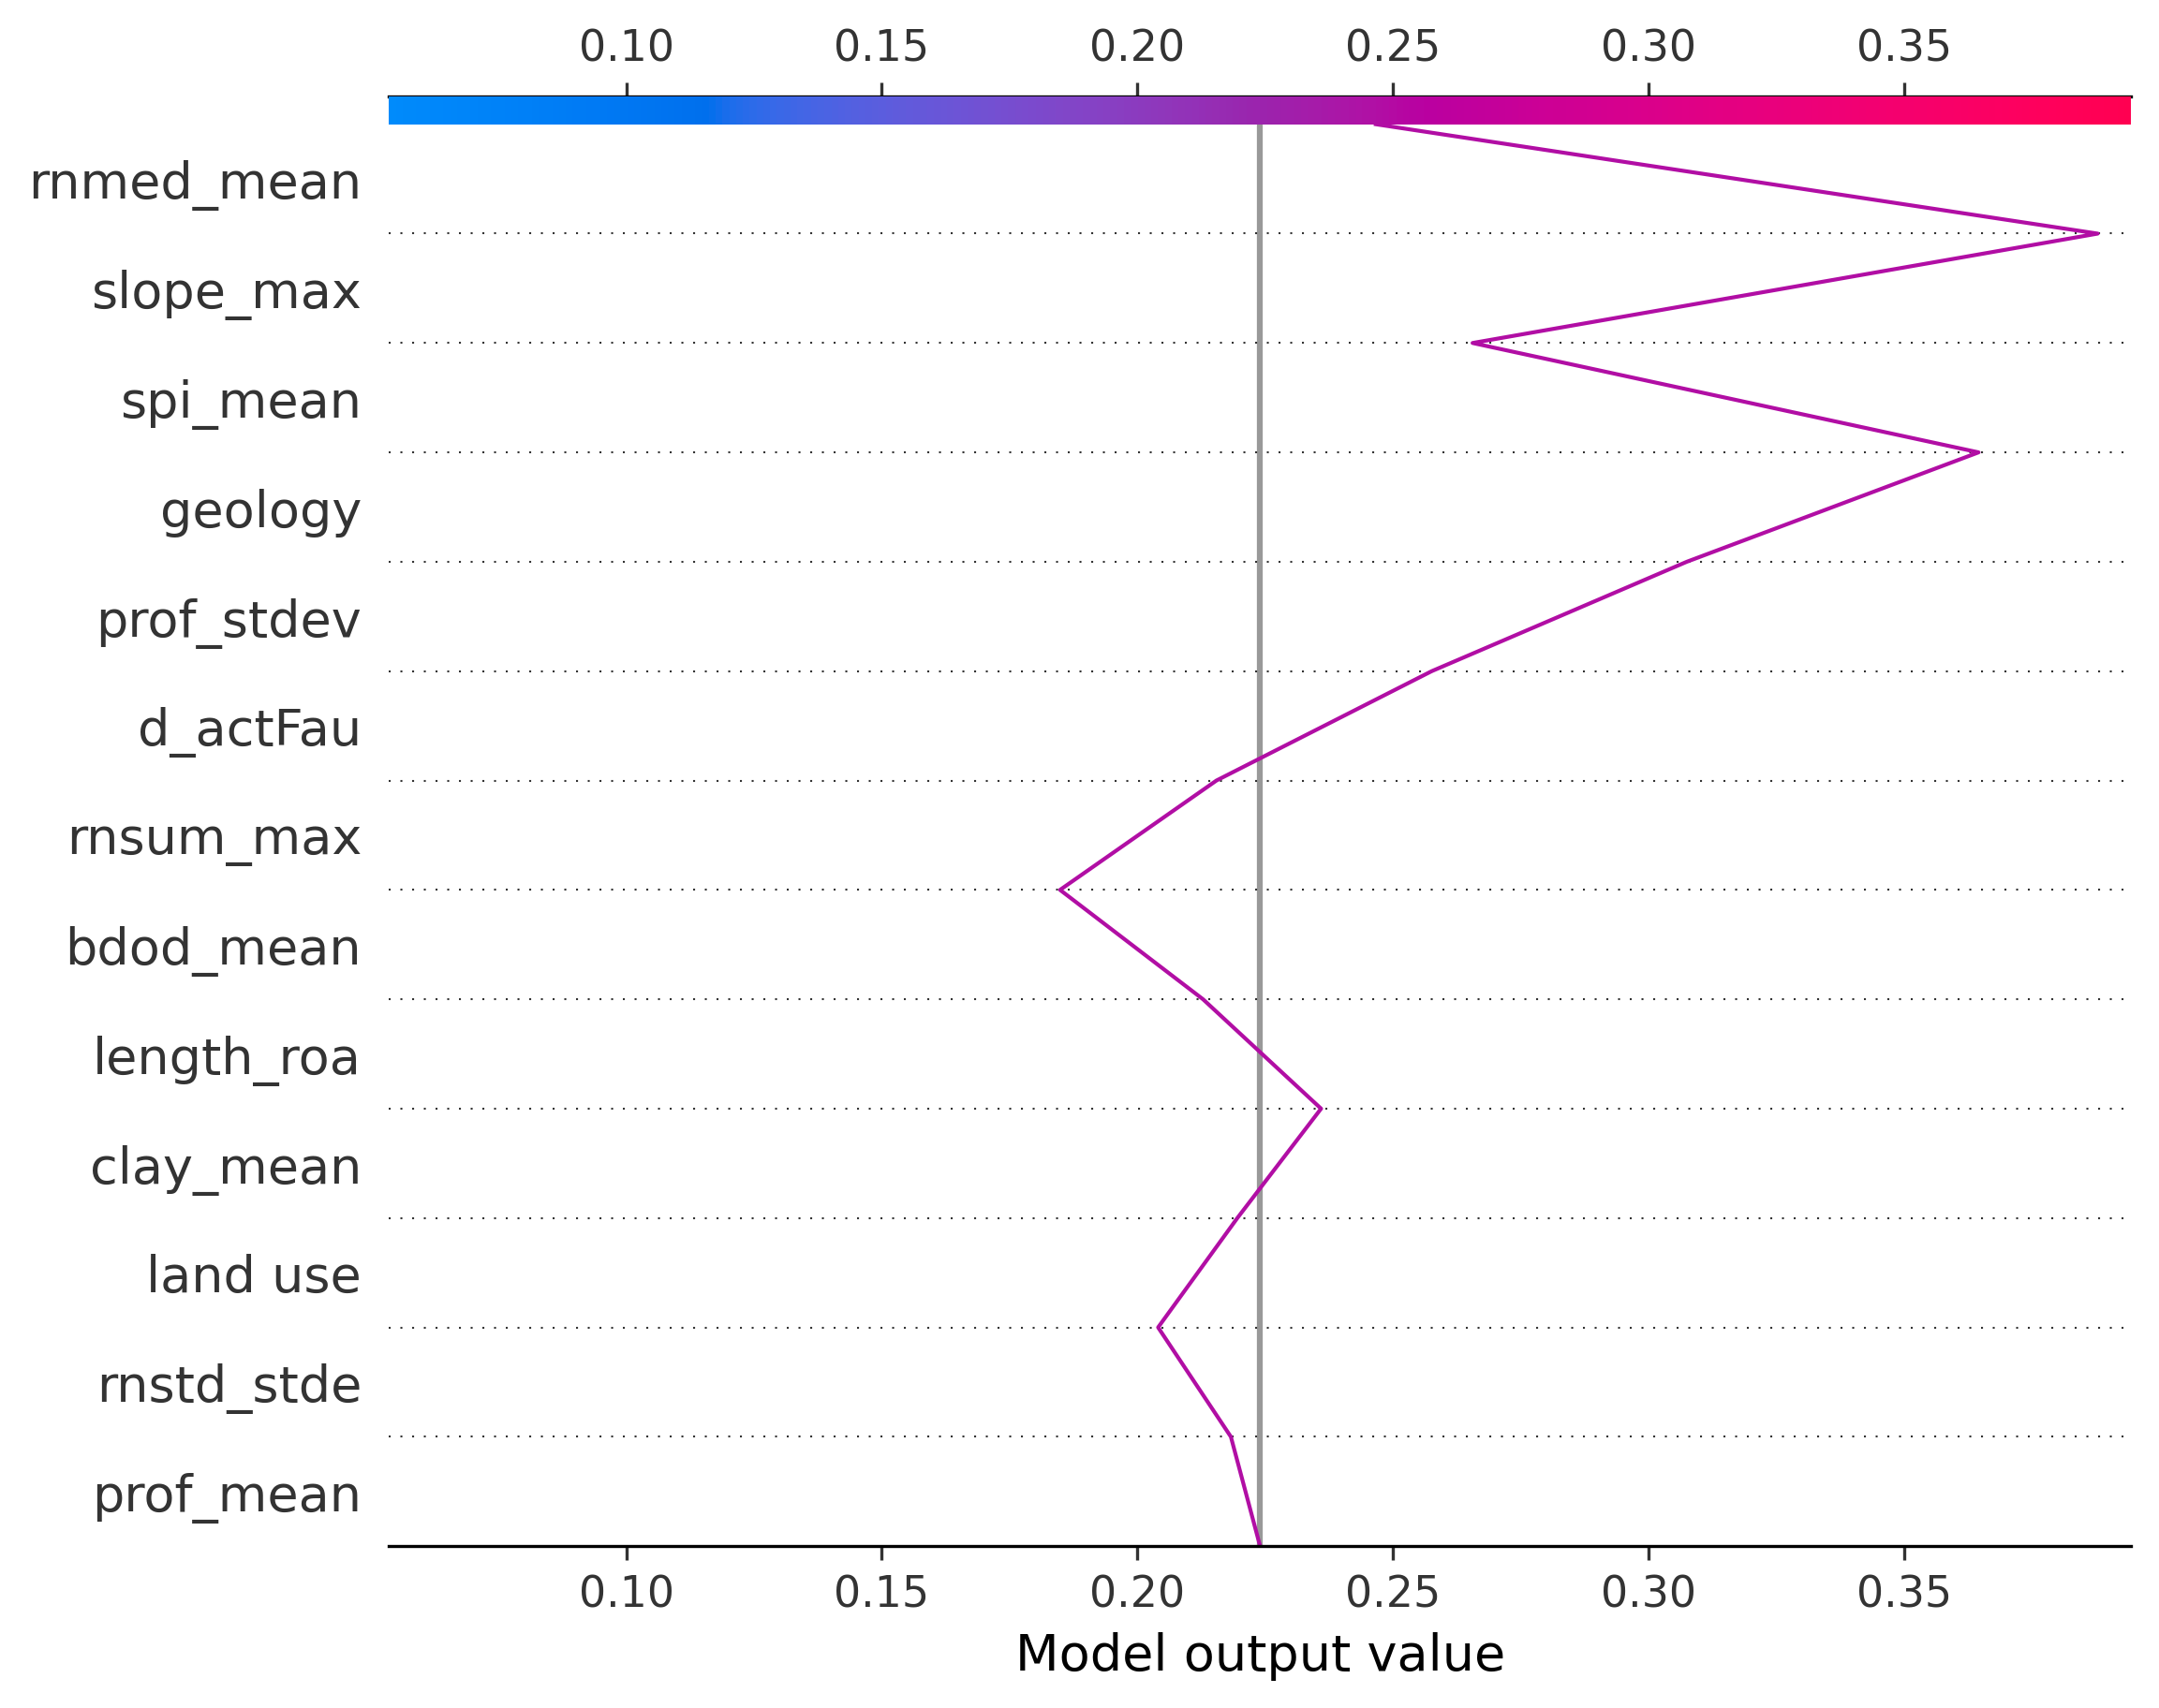 0.10 0.15 0.20 0.25 0.30 0.35
rnmed_mean
slope_max
spi_mean
geology
prof_stdev
d_actFau
rnsum_max
bdod_mean
length_roa
clay_mean
land use
rnstd_stde
prof_mean
0.10 0.15 0.20 0.25 0.30 0.35
Model output value